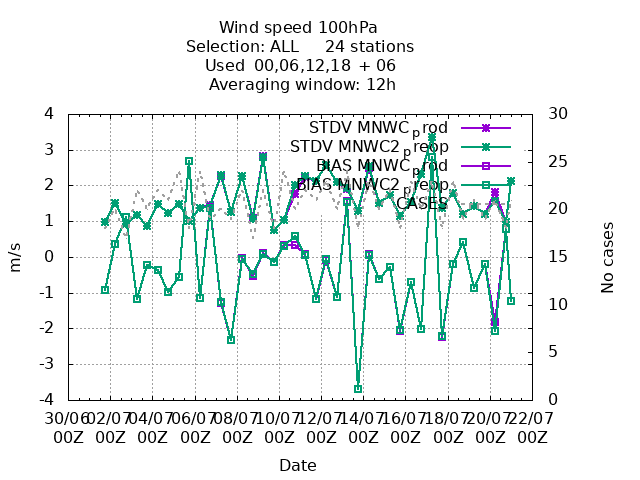 Wind speed 100hPa
Selection: ALL     24 stations
Used 00,06,12,18 + 06
Averaging window: 12h
STDV MNWCprod
STDV MNWC2preop
BIAS MNWCprod
BIAS MNWC2preop
CASES
4
3
2
1
0
-1
-2
-3
-4
30
25
20
15
10
5
0
m/s
No cases
30/06 02/07 04/07 06/07 08/07 10/07 12/07 14/07 16/07 18/07 20/07 22/07
00Z 00Z 00Z 00Z 00Z 00Z 00Z 00Z 00Z 00Z 00Z 00Z
Date